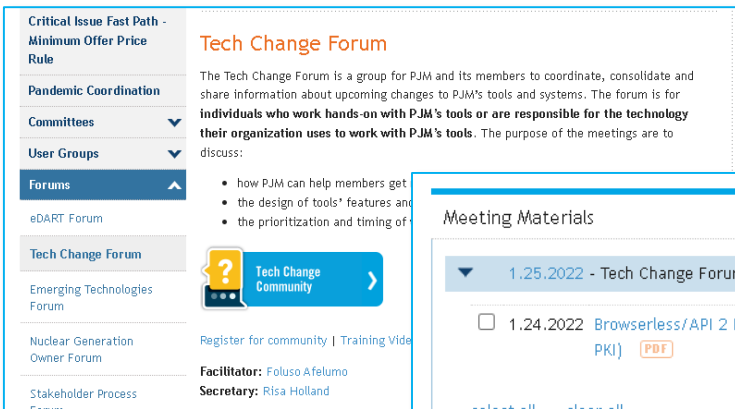 Critical Issue Fast Path -
Minimum Offer Price
Rule
Pandemic Coordination
Committees
User Groups
Forums
eDART Forum
Tech Change Forum
Emerging Technologies
Forum
Nuclear Generation
Owner Forum
Stakeholder Process
Forum
Tech Change Forum
The Tech Change Forum is a group for PJM and its members to coordinate, consolidate and
share information about upcoming changes to PJM's tools and systems. The forum is for
individuals who work hands-on with PJM's tools or are responsible for the technology
their organization uses to work with PJM's tools. The purpose of the meetings are to
discuss:
• how PJM can help members get
• the design of tools' features and
• the prioritization and timing of
Tech Change
Community
Register for community | Training Vide
Facilitator: Foluso Afelumo
Secretary: Risa Holland
Meeting Materials
1.25.2022 - Tech Change Forum
1.24.2022 Browserless/API 2
PKI) PDF
select all clear all